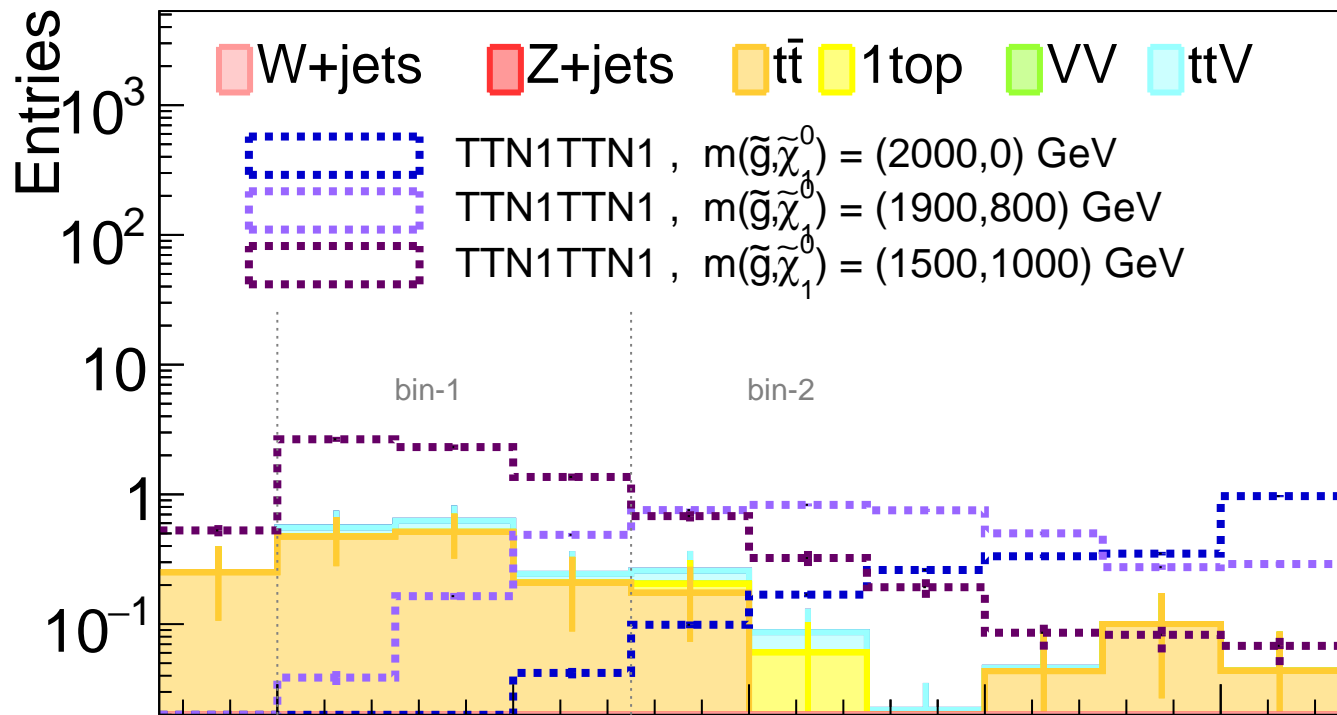 Entries
W+jets Z+jets tt̄ 1top VV ttV
10³
TTN1TTN1 , m(g̃,χ̃⁰₁) = (2000,0) GeV
TTN1TTN1 , m(g̃,χ̃⁰₁) = (1900,800) GeV
10²
TTN1TTN1 , m(g̃,χ̃⁰₁) = (1500,1000) GeV
10
bin-1 bin-2
1
10⁻¹